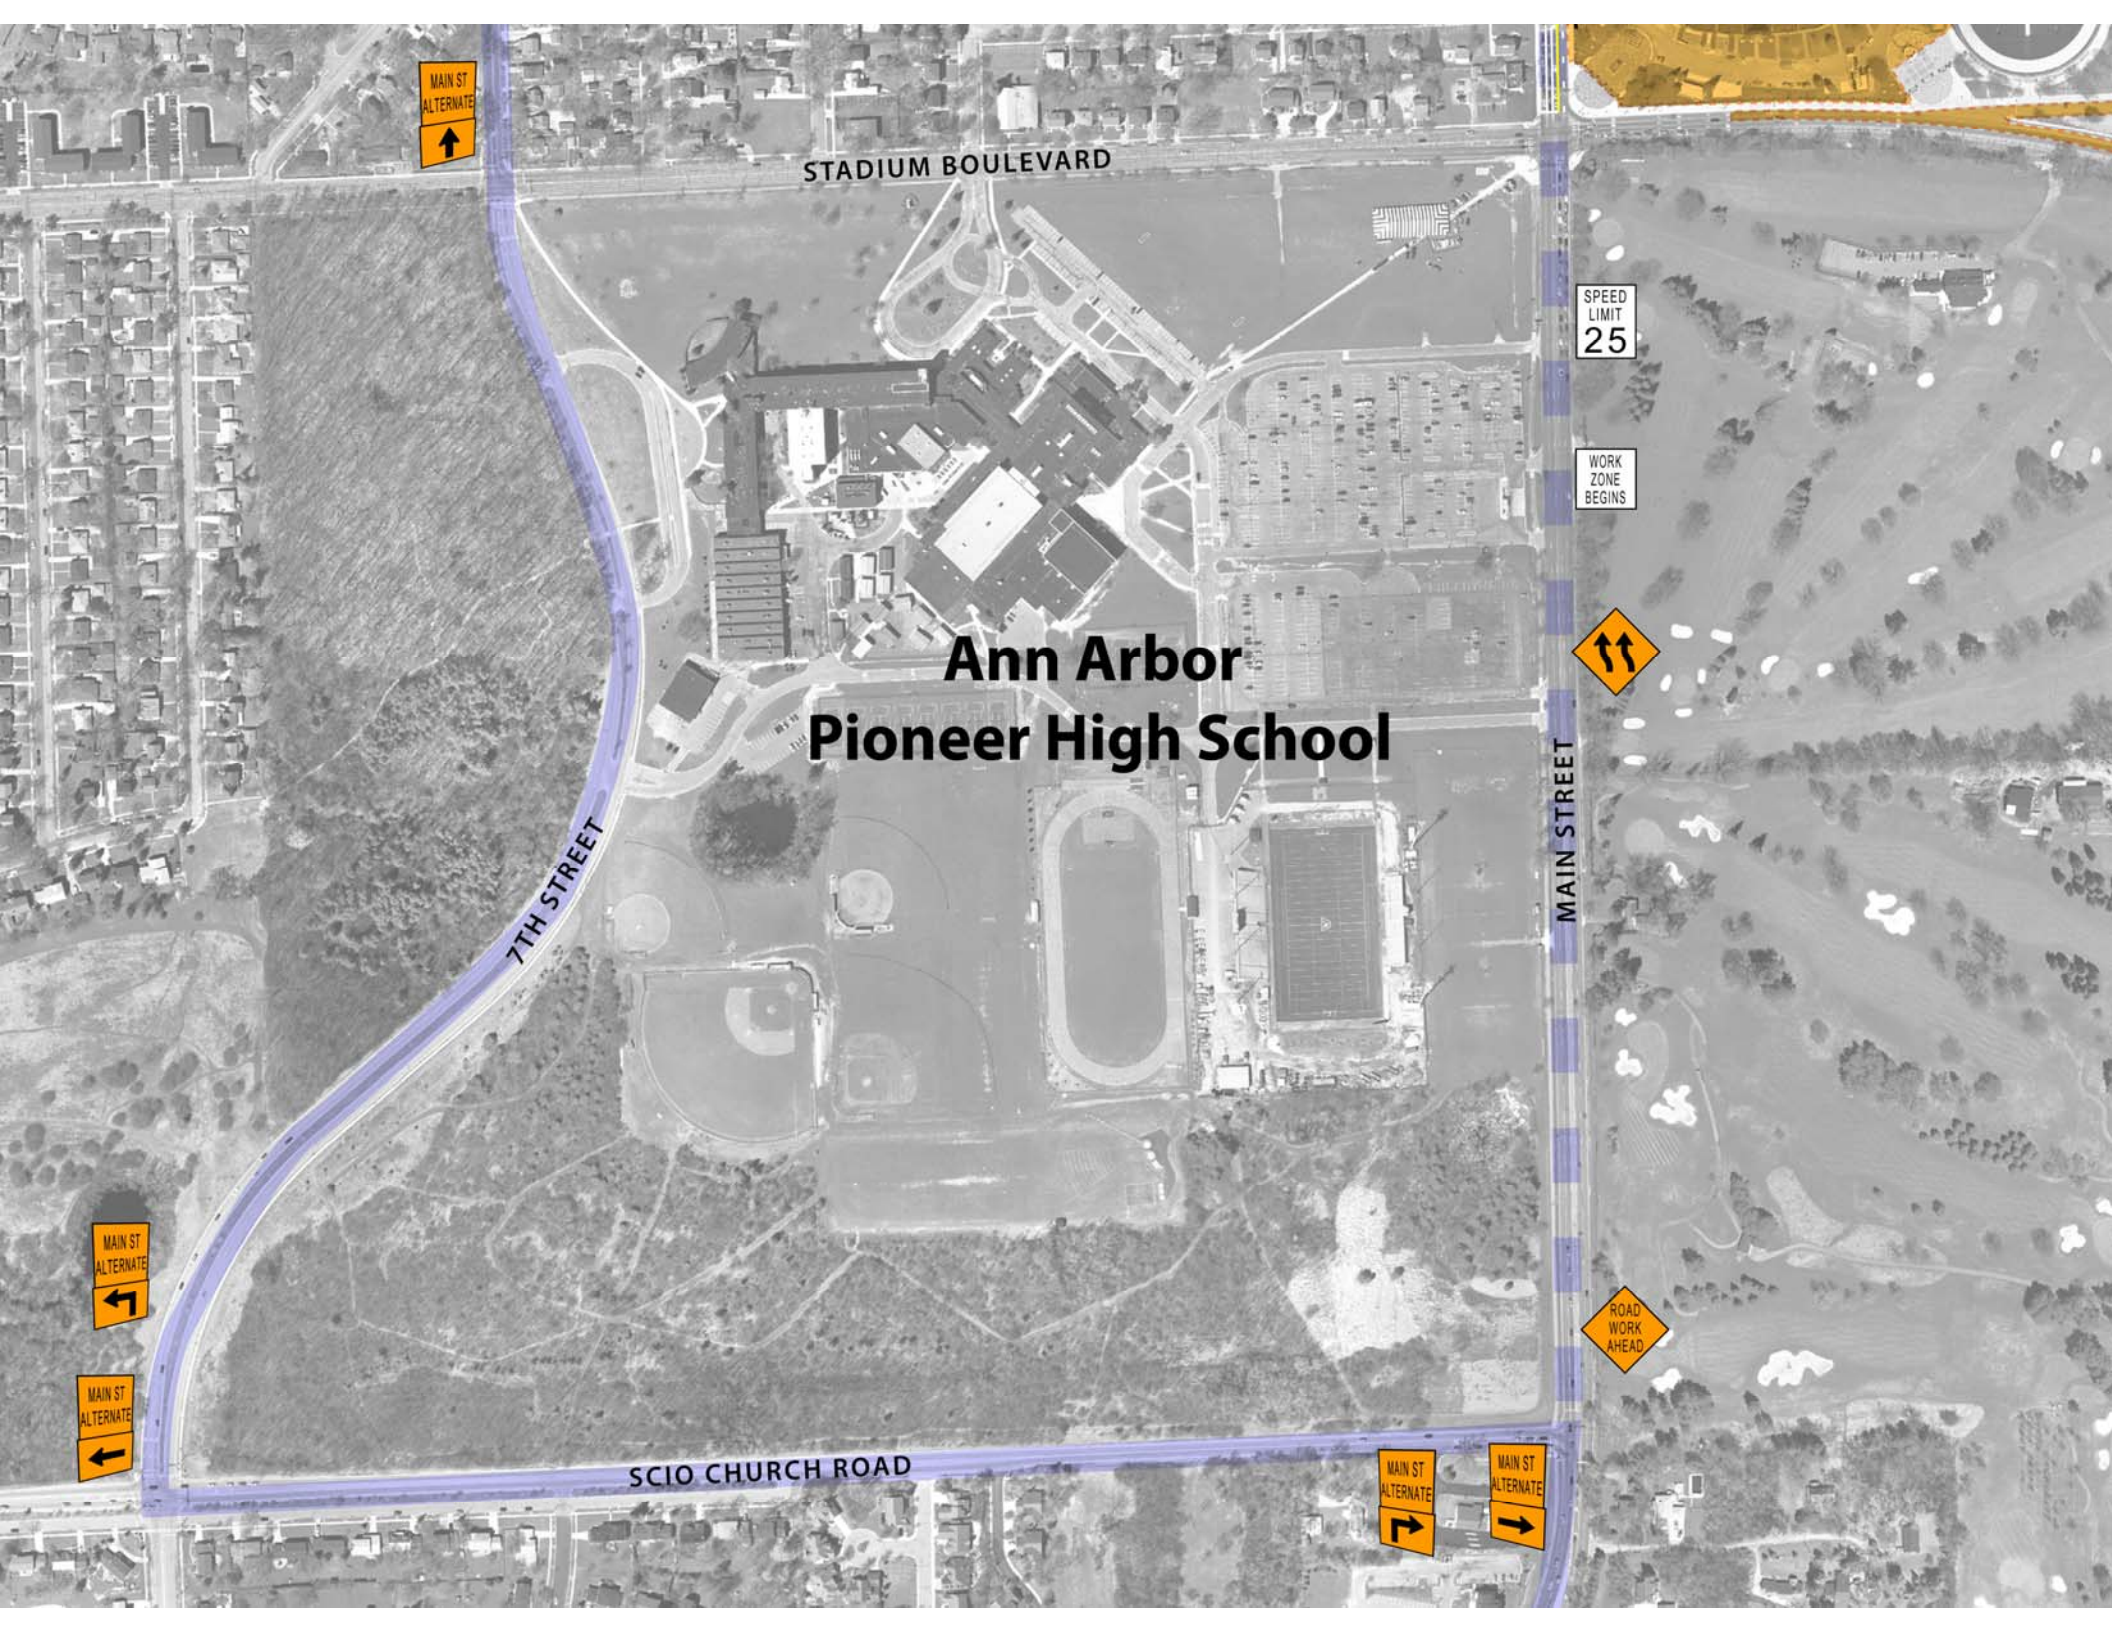 MAIN ST
ALTERNATE
STADIUM BOULEVARD
SPEED
LIMIT
25
WORK
ZONE
BEGINS
Ann Arbor
Pioneer High School
MAIN STREET
7TH STREET
MAIN ST
ALTERNATE
ROAD
WORK
AHEAD
MAIN ST
ALTERNATE
SCIO CHURCH ROAD
MAIN ST
ALTERNATE
MAIN ST
ALTERNATE